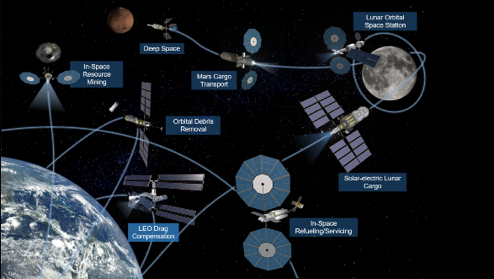 Lunar Orbital
Space Station
Deep Space
Mars Cargo
Transport
In-Space
Resource
Mining
Orbital Debris
Removal
Solar-electric Lunar
Cargo
LEO Drag
Compensation
In-Space
Refueling/Servicing